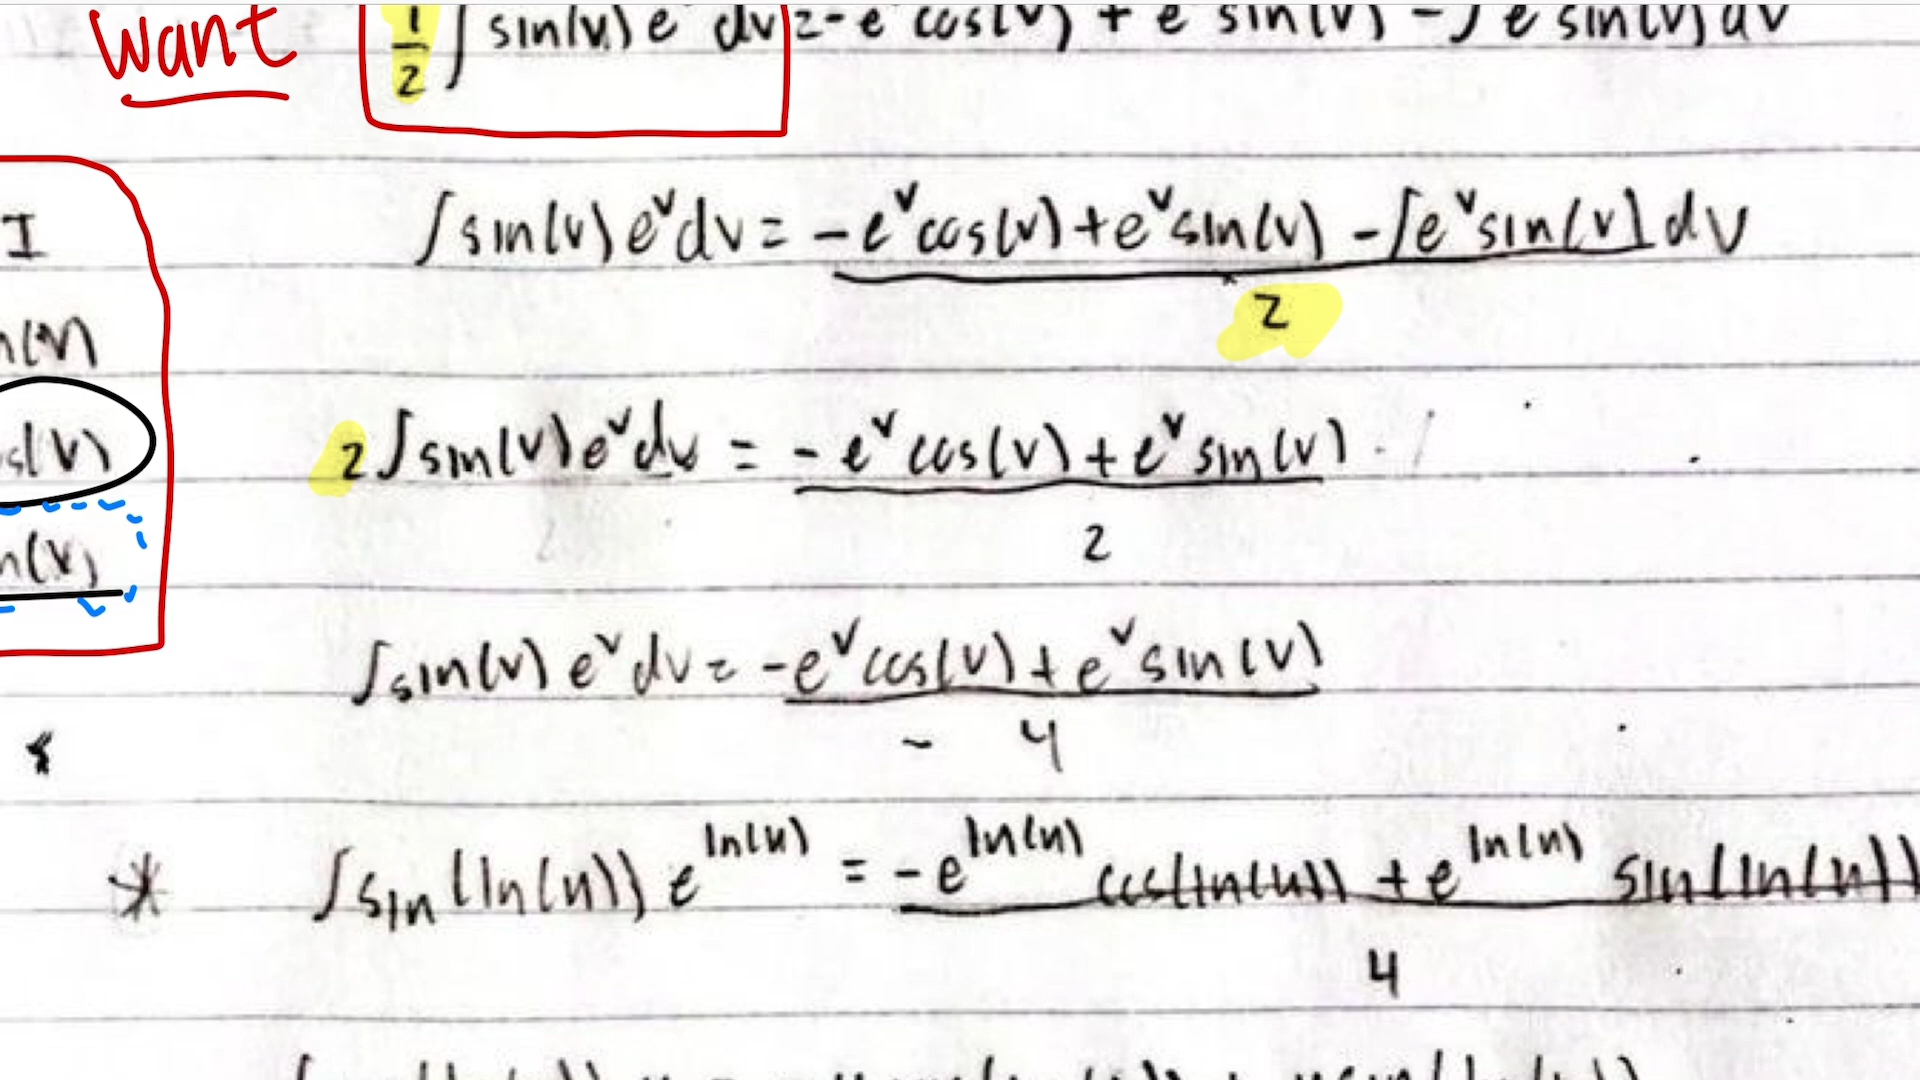 want
1/2 ∫ sin(v) e dv = - e cos(v) + e sin(v) - ∫ e sin(v) dv
I
∫ sin(v) e^v dv = -e^v cos(v) + e^v sin(v) - ∫e^v sin(v) dv
2
n(v)
2 ∫ sin(v) e^v dv = - e^v cos(v) + e^v sin(v)
s(v)
2
n(v)
∫ sin(v) e^v dv = -e^v cos(v) + e^v sin(v)
- 4
* ∫ sin(ln(u)) e^ln(u) = -e^ln(u) cos(ln(u)) + e^ln(u) sin(ln(u))
4